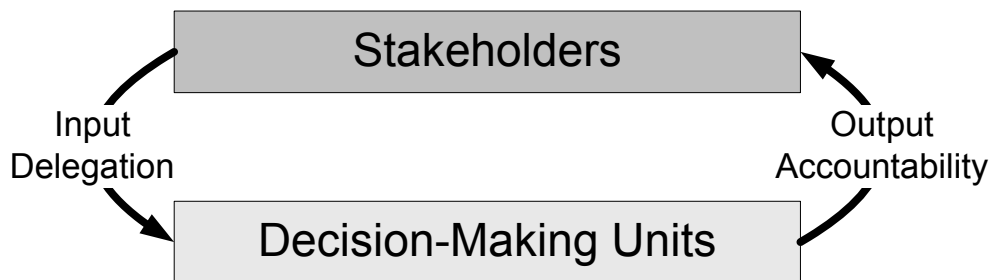 Stakeholders
Input
Delegation
Output
Accountability
Decision-Making Units